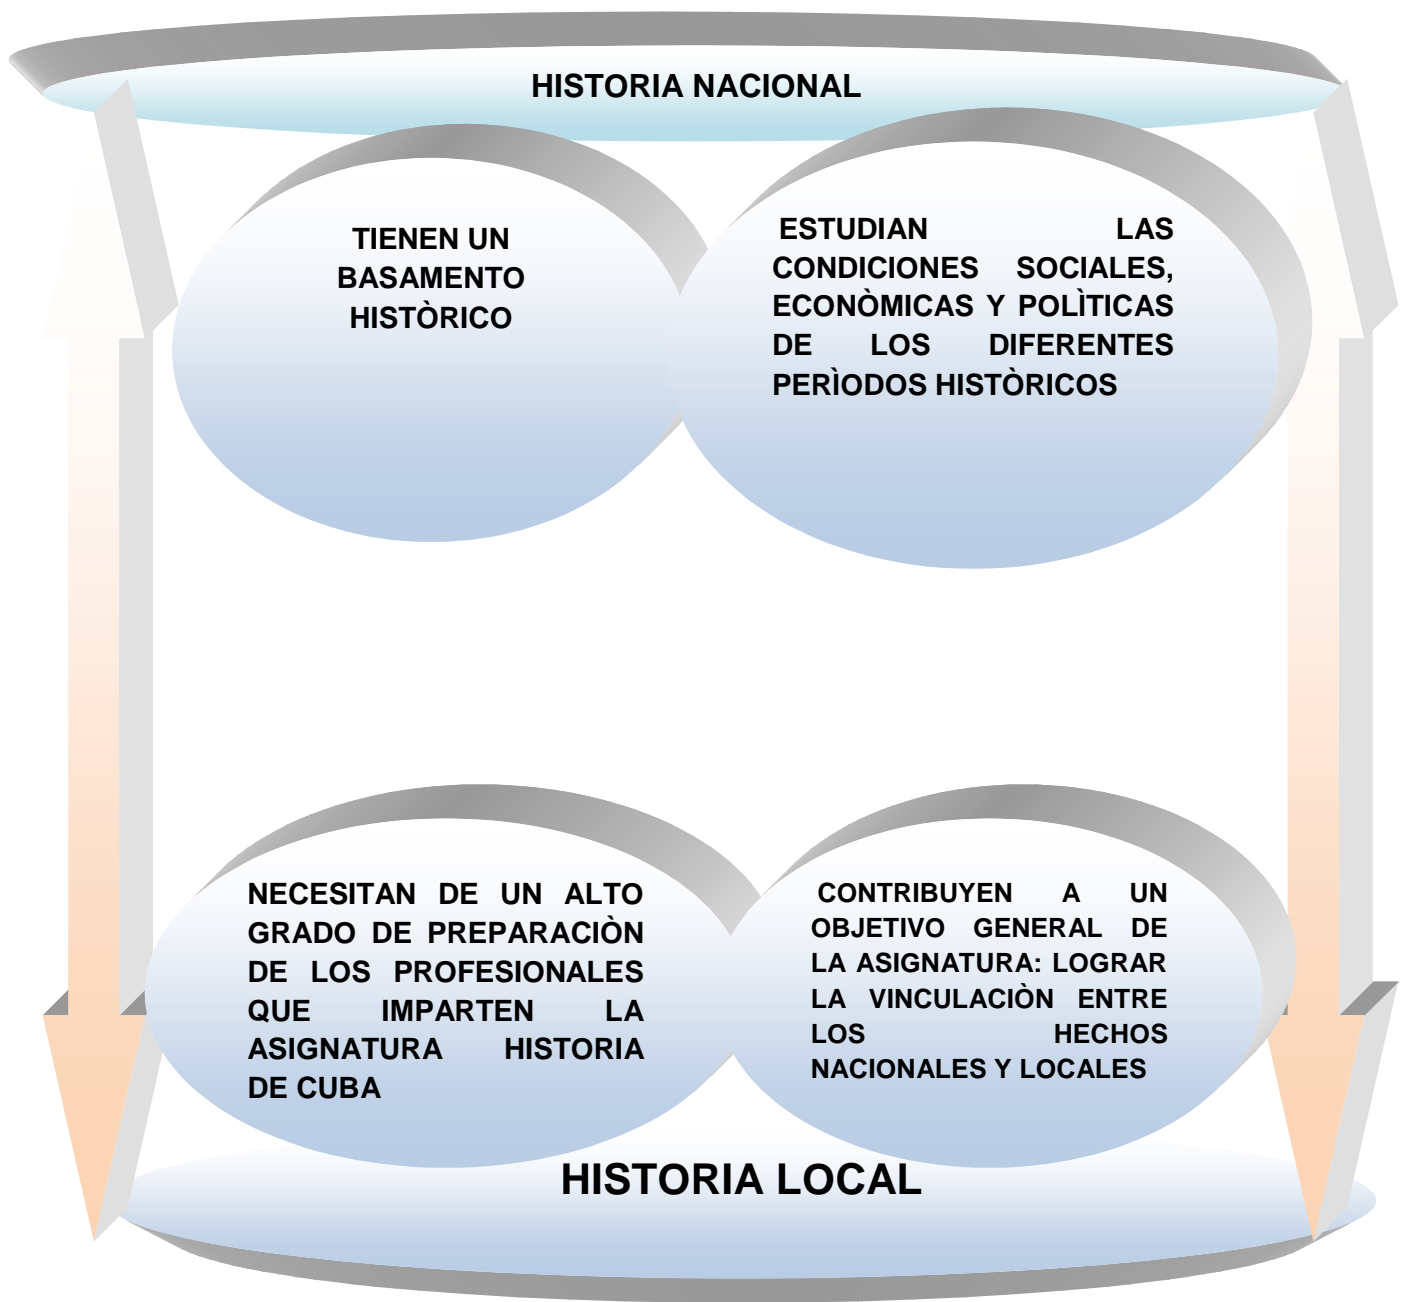 HISTORIA NACIONAL
TIENEN UN
BASAMENTO
HISTÒRICO
ESTUDIAN LAS
CONDICIONES SOCIALES,
ECONÒMICAS Y POLÌTICAS
DE LOS DIFERENTES
PERÌODOS HISTÒRICOS
NECESITAN DE UN ALTO
GRADO DE PREPARACIÒN
DE LOS PROFESIONALES
QUE IMPARTEN LA
ASIGNATURA HISTORIA
DE CUBA
CONTRIBUYEN A UN
OBJETIVO GENERAL DE
LA ASIGNATURA: LOGRAR
LA VINCULACIÒN ENTRE
LOS HECHOS
NACIONALES Y LOCALES
HISTORIA LOCAL